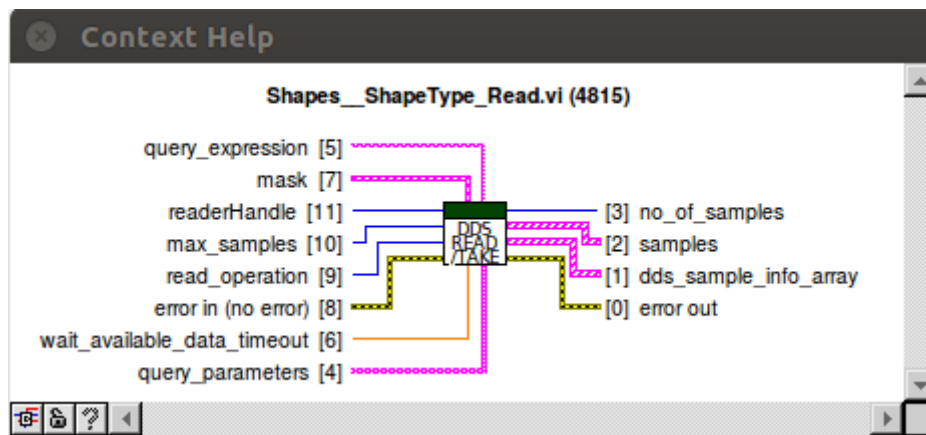 Context Help
Shapes__ShapeType_Read.vi (4815)
query_expression [5]
mask [7]
readerHandle [11]
max_samples [10]
read_operation [9]
error in (no error) [8]
wait_available_data_timeout [6]
query_parameters [4]
DDS
READ
/TAKE
[3] no_of_samples
[2] samples
[1] dds_sample_info_array
[0] error out
?